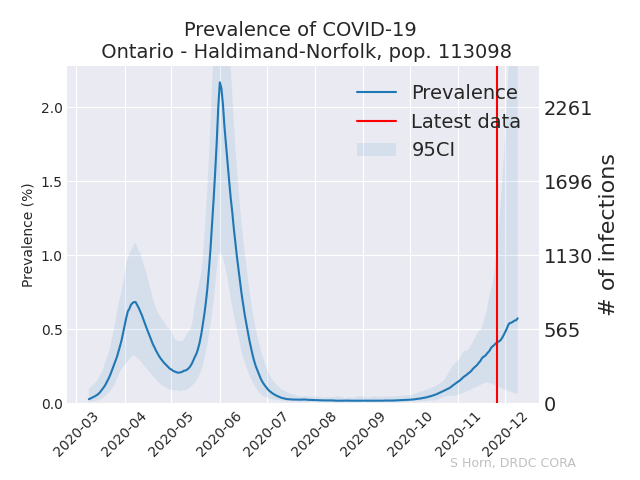 Prevalence of COVID-19
Ontario - Haldimand-Norfolk, pop. 113098
Prevalence (%)
2.0
1.5
1.0
0.5
0.0
Prevalence
Latest data
95CI
2261
1696
1130
565
0
# of infections
2020-03
2020-04
2020-05
2020-06
2020-07
2020-08
2020-09
2020-10
2020-11
2020-12
S Horn, DRDC CORA